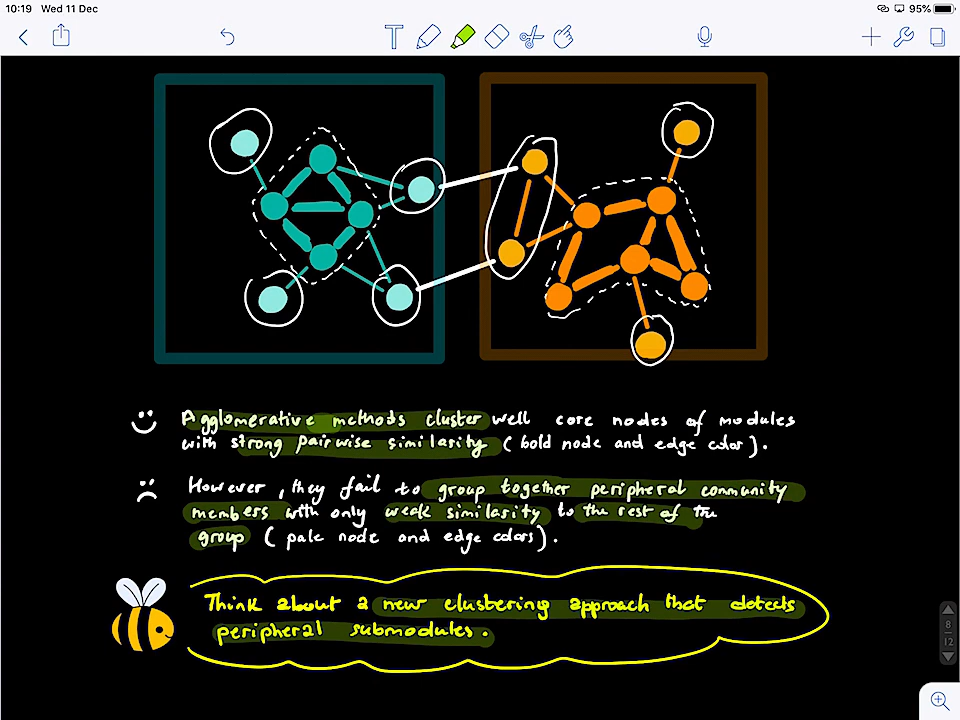 10:19 Wed 11 Dec
95%
T
Agglomerative methods cluster well core nodes of modules
with strong pairwise similarity (bold node and edge color).
However, they fail to group together peripheral community
members with only weak similarity to the rest of the
group (pale node and edge colors).
Think about a new clustering approach that detects
peripheral submodules.
8
12